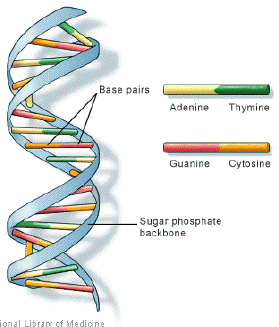 Base pairs
Adenine Thymine
Guanine Cytosine
Sugar phosphate
backbone
ional Library of Medicine